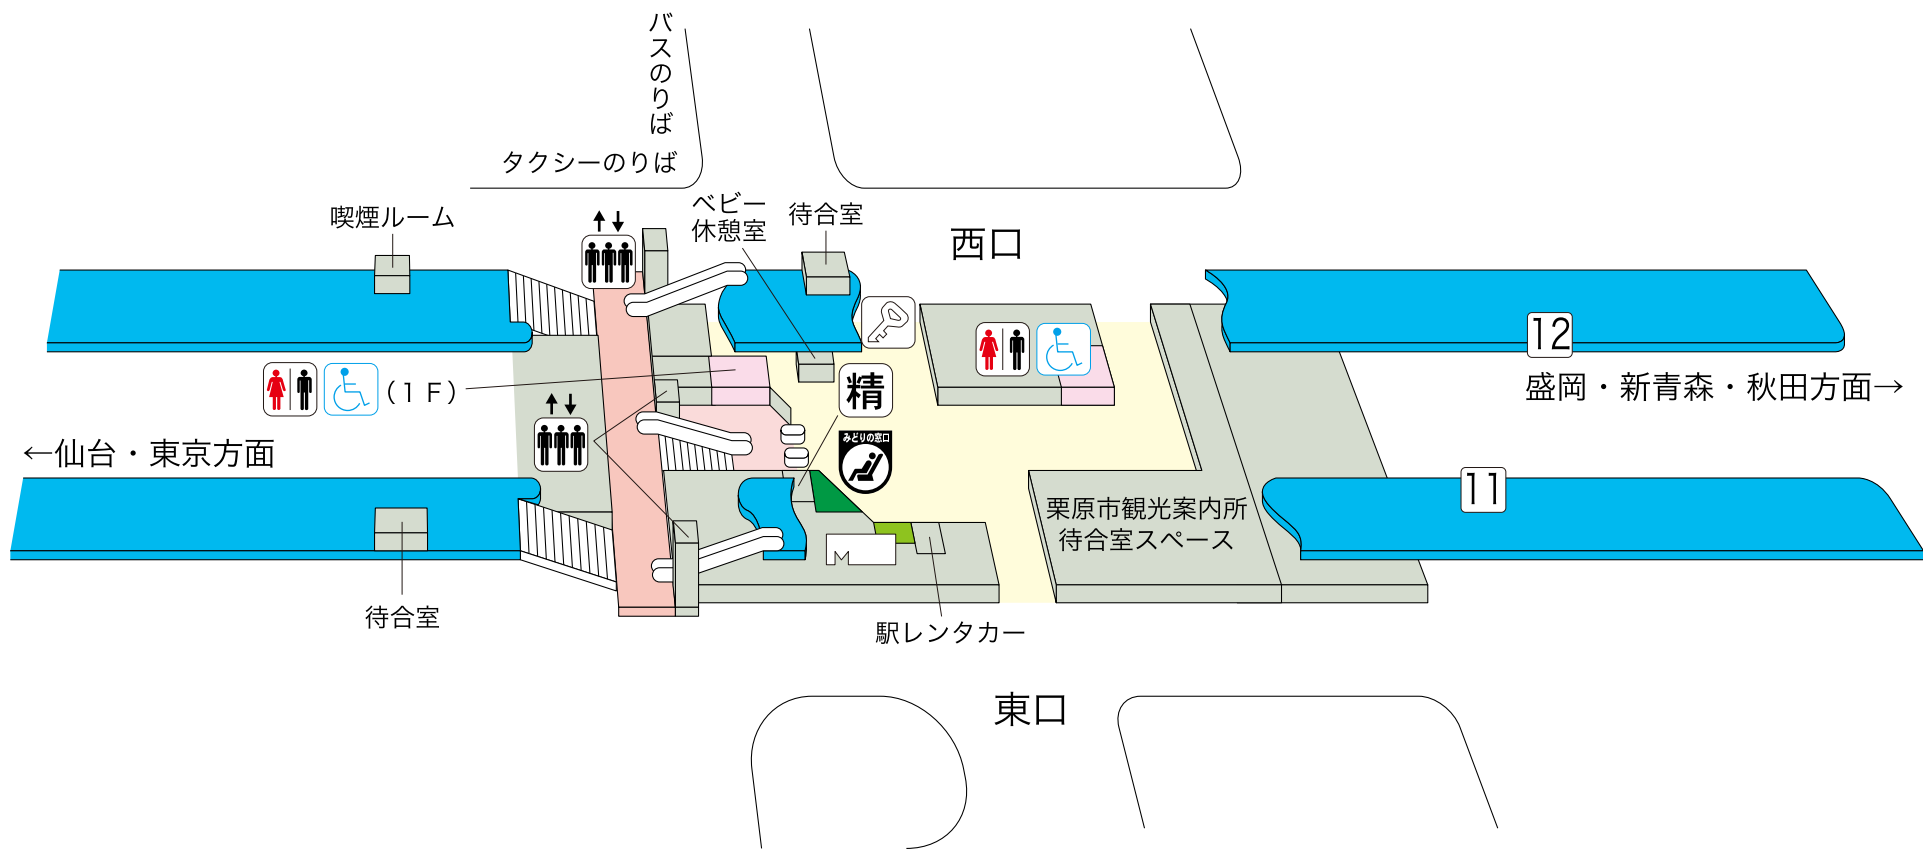 バスのりば
タクシーのりば
喫煙ルーム
ベビー
休憩室
待合室
西口
12
盛岡・新青森・秋田方面→
(1F)
精
←仙台・東京方面
みどりの窓口
11
栗原市観光案内所
待合室スペース
M
待合室
駅レンタカー
東口